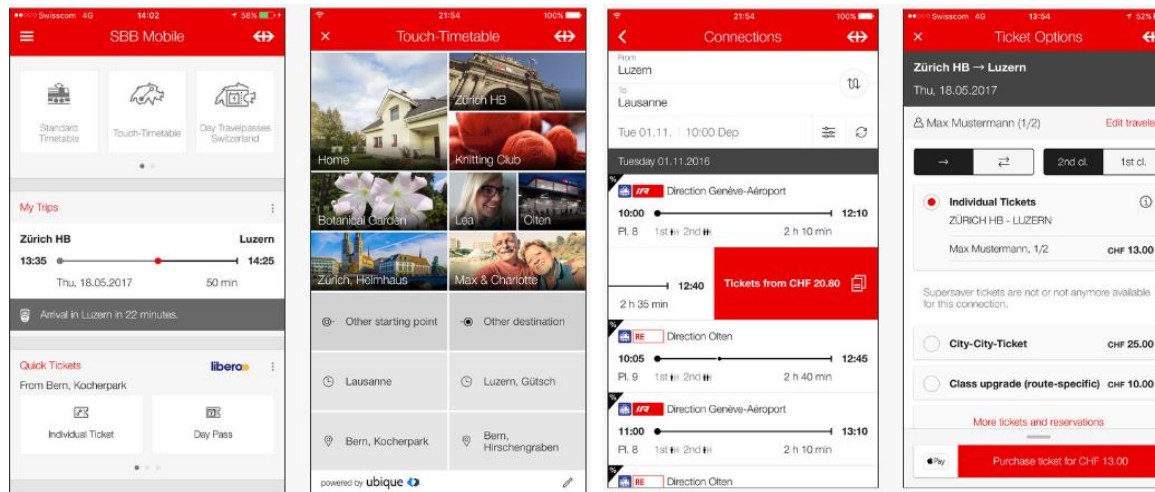 Swisscom 4G 14:02 58%
SBB Mobile
Standard
Timetable
Touch-Timetable
Day Travelpasses
Switzerland
My Trips
Zürich HB Luzern
13:35 14:25
Thu, 18.05.2017 50 min
Arrival in Luzern in 22 minutes.
Quick Tickets libero
From Bern, Kocherpark
Individual Ticket Day Pass
21:54 100%
Touch-Timetable
Home
Zürich HB
Knitting Club
Botanical Garden
Lea
Olten
Zürich, Helmhaus
Max & Charlotte
Other starting point Other destination
Lausanne Luzern, Gütsch
Bern, Kocherpark Bern,
Hirschengraben
powered by ubique
21:54 100%
Connections
From
Luzern
To
Lausanne
Tue 01.11. 10:00 Dep
Tuesday 01.11.2016
% IR Direction Genève-Aéroport
10:00 12:10
Pl. 8 1st 2nd 2 h 10 min
12:40 Tickets from CHF 20.80
2 h 35 min
% RE Direction Olten
10:05 12:45
Pl. 9 1st 2nd 2 h 40 min
% IR Direction Genève-Aéroport
11:00 13:10
Pl. 8 1st 2nd 2 h 10 min
% RE Direction Olten
Swisscom 4G 13:54 52%
Ticket Options
Zürich HB → Luzern
Thu, 18.05.2017
Max Mustermann (1/2) Edit travele
→ ⇄ 2nd cl. 1st cl.
Individual Tickets
ZÜRICH HB - LUZERN
Max Mustermann, 1/2 CHF 13.00
Supersaver tickets are not or not anymore available
for this connection.
City-City-Ticket CHF 25.00
Class upgrade (route-specific) CHF 10.00
More tickets and reservations
Pay Purchase ticket for CHF 13.00